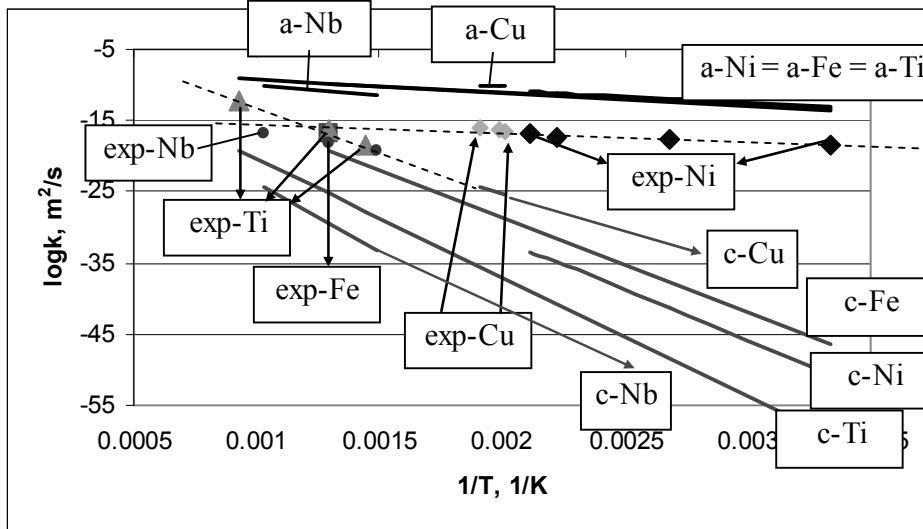 a-Nb
a-Cu
a-Ni = a-Fe = a-Ti
exp-Nb
exp-Ni
exp-Ti
exp-Fe
exp-Cu
c-Cu
c-Fe
c-Ni
c-Nb
c-Ti
logk, m²/s
-5
-15
-25
-35
-45
-55
0.0005
0.001
0.0015
0.002
0.0025
1/T, 1/K